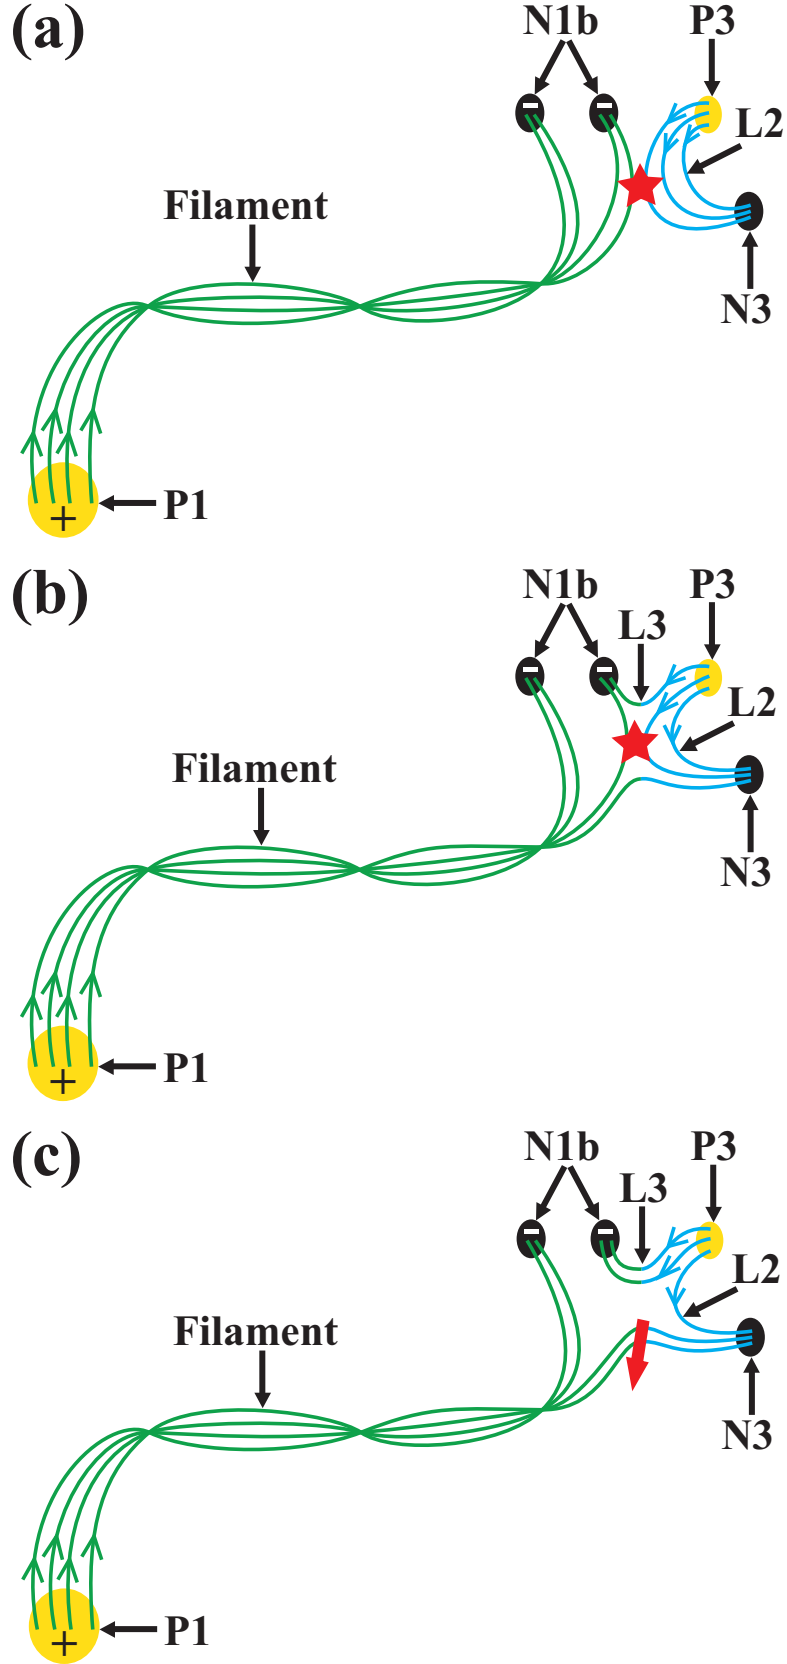 (a)
N1b
P3
L2
Filament
N3
+
P1
(b)
N1b
P3
L3
L2
Filament
N3
+
P1
(c)
N1b
P3
L3
L2
Filament
N3
+
P1